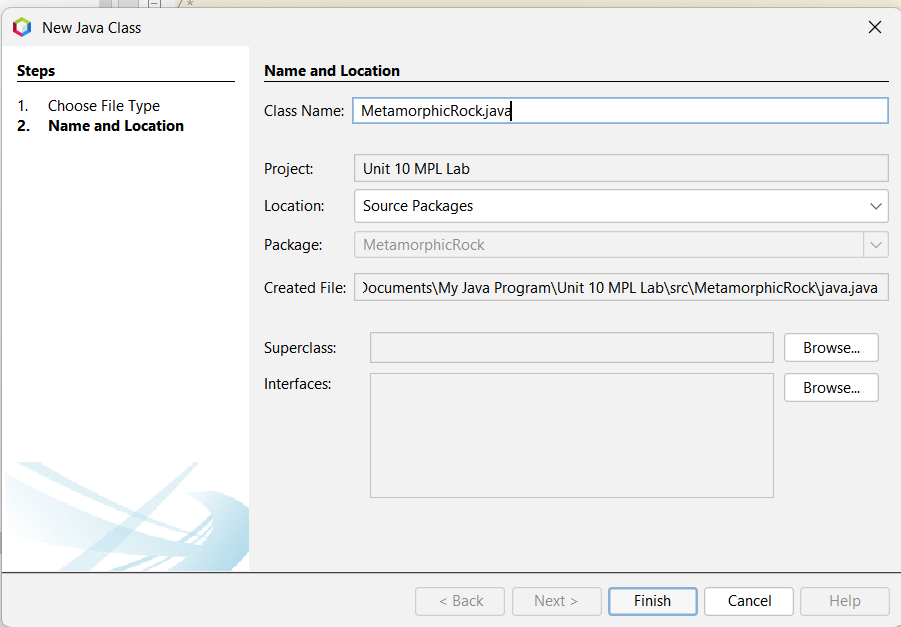 /*
New Java Class
Steps
1. Choose File Type
2. Name and Location
Name and Location
Class Name: MetamorphicRock.java
Project: Unit 10 MPL Lab
Location: Source Packages
Package: MetamorphicRock
Created File: Documents\My Java Program\Unit 10 MPL Lab\src\MetamorphicRock\java.java
Superclass: Browse...
Interfaces: Browse...
< Back Next > Finish Cancel Help